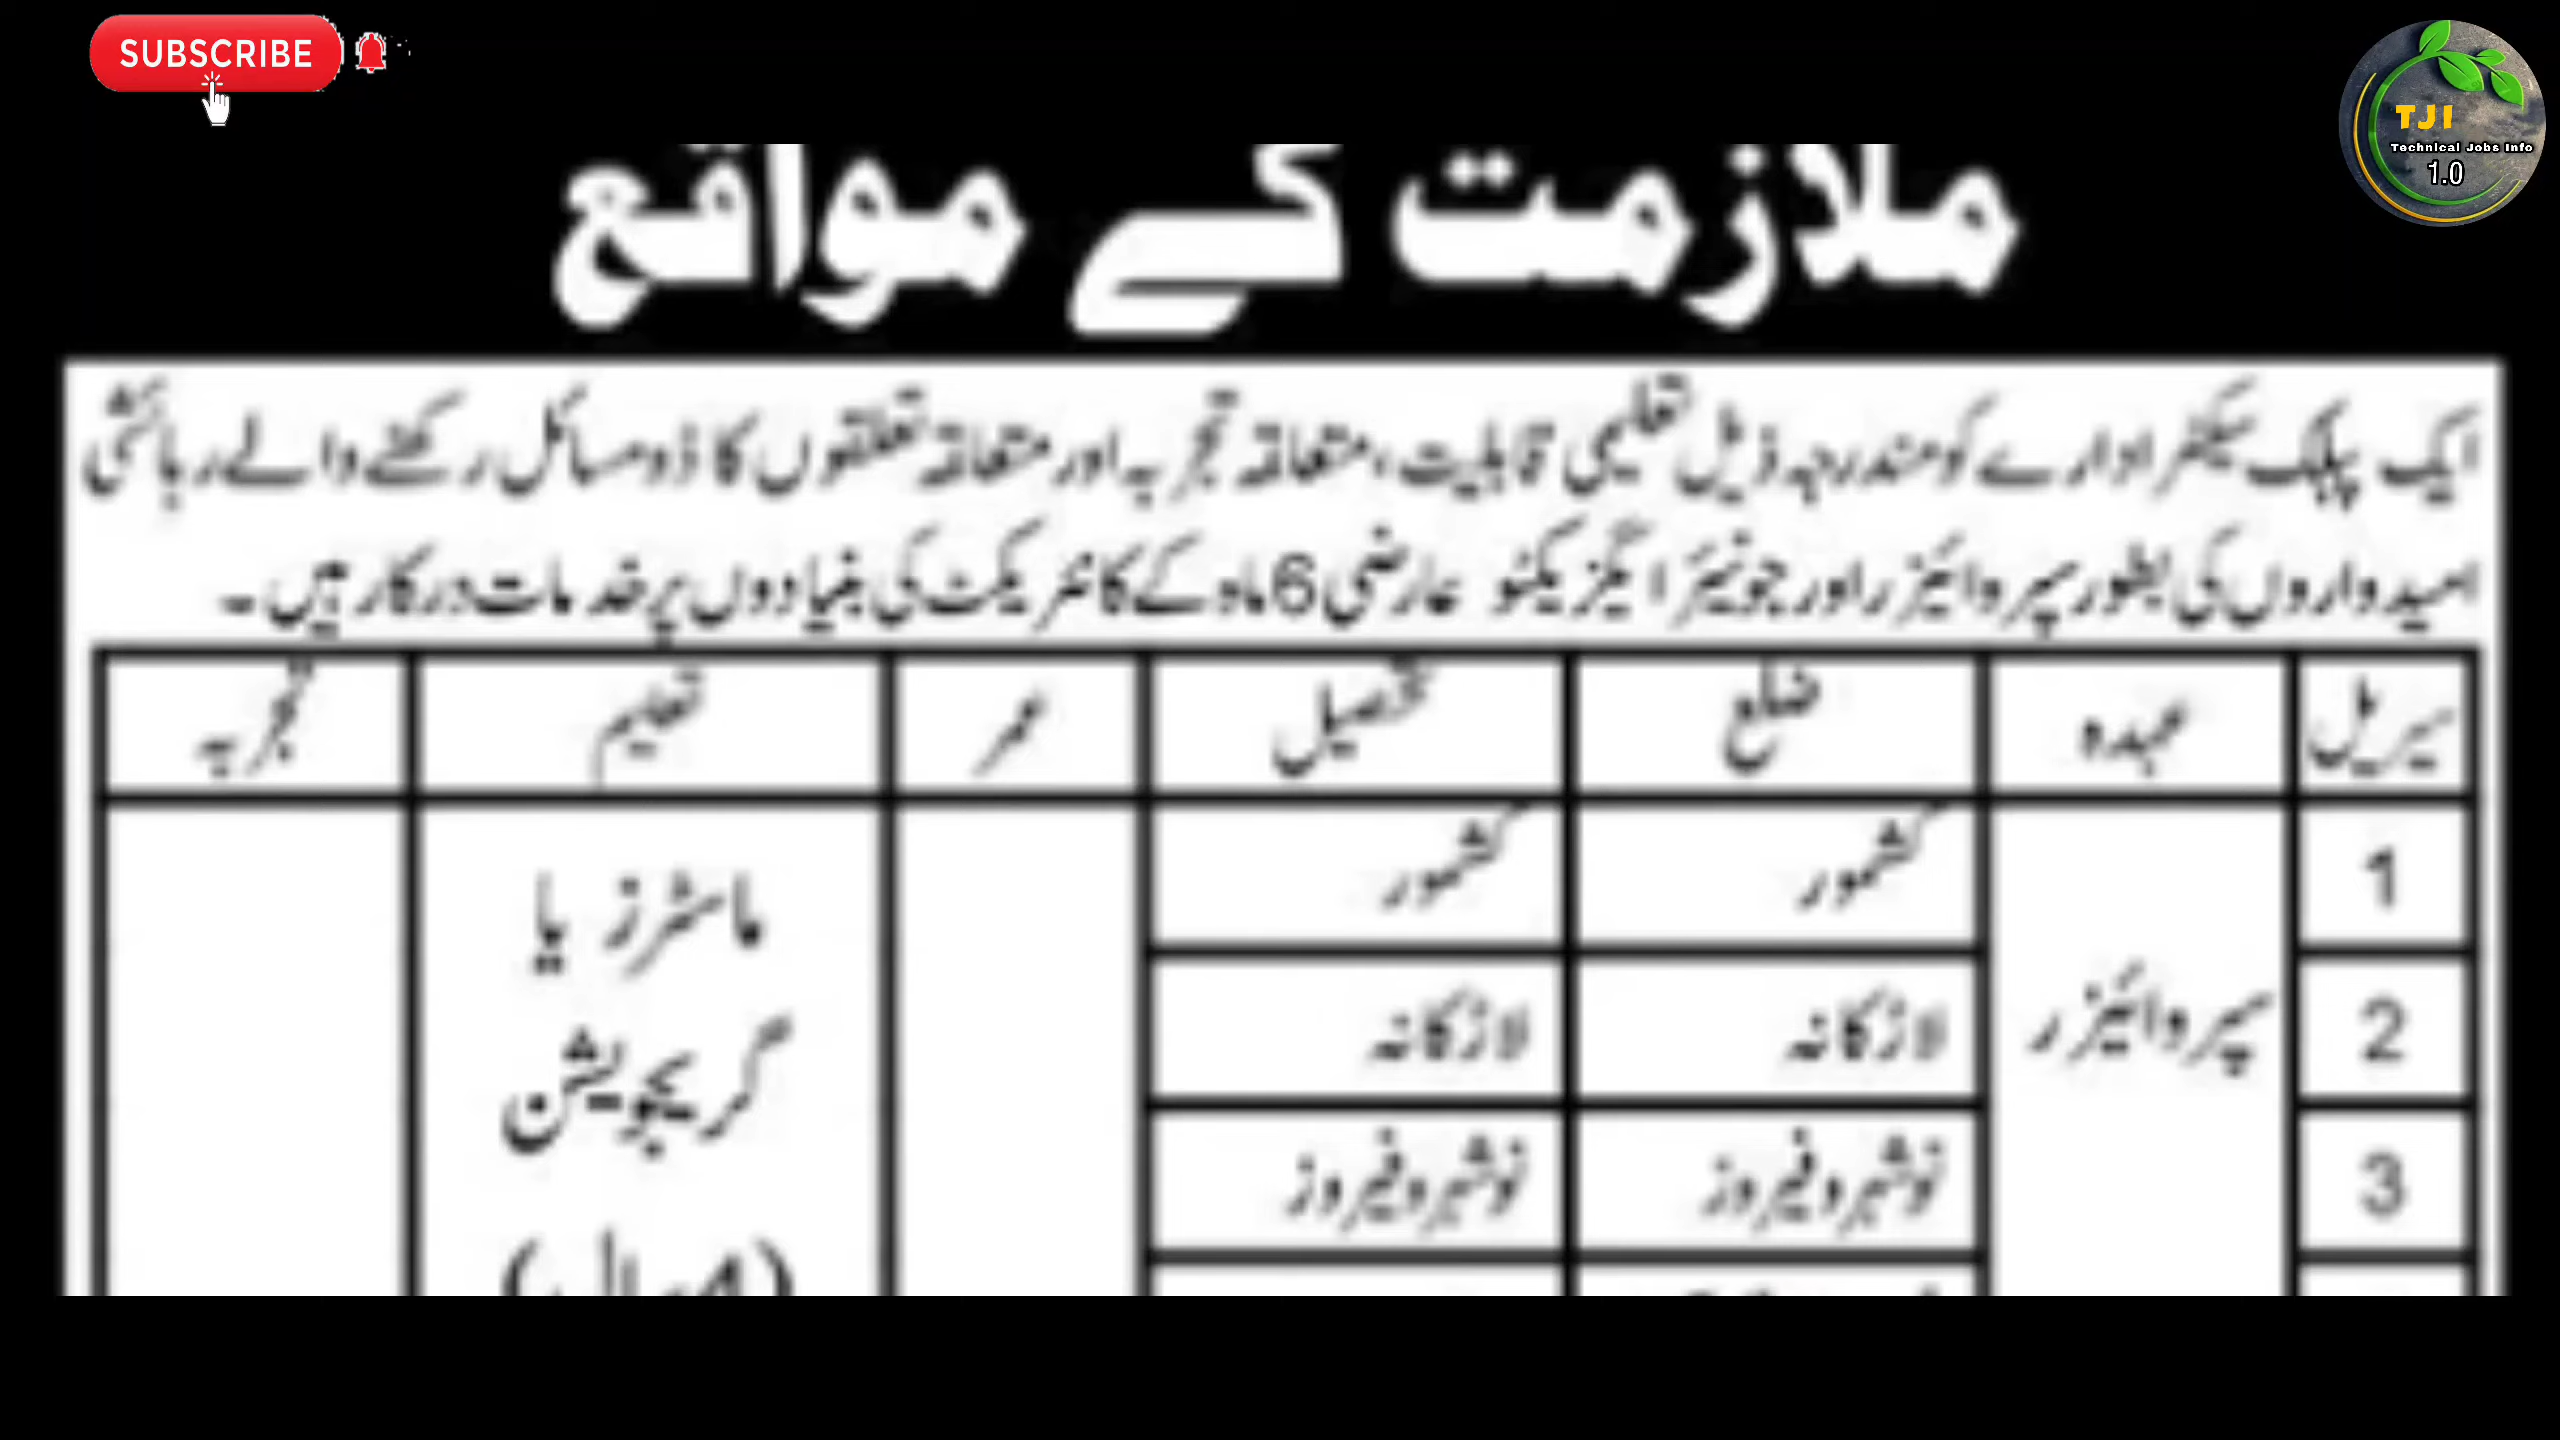 SUBSCRIBE
TJI
Technical Jobs Info
1.0
ملازمت کے مواقع
ایک پبلک سیکٹر ادارے کو مندرجہ ذیل تعلیمی قابلیت، متعلقہ تجربہ اور متعلقہ تعلقوں کا ڈومسائل رکھنے والے رہائشی
امیدواروں کی بطور سپروائیزر اور جونیئر ایگزیکٹو عارضی 6 ماہ کے کانٹریکٹ کی بنیادوں پر خدمات درکار ہیں۔
سیریل عہدہ ضلع تحصیل عمر تعلیم تجربہ
1 کشمور کشمور ماسٹرز یا
2 سپروائیزر لاڑکانہ لاڑکانہ گریجویشن
3 نوشہروفیروز نوشہروفیروز